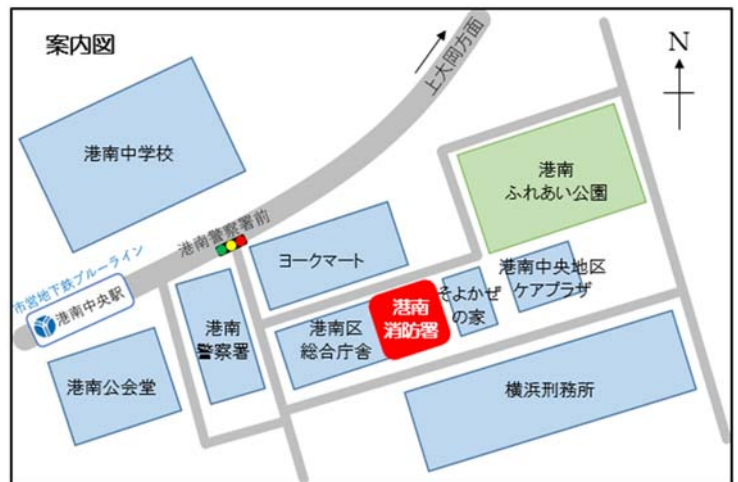 案内図
上大岡方面
N
港南中学校
港南
ふれあい公園
港南警察署前
ヨークマート
市営地下鉄ブルーライン
港南中央駅
港南中央地区
ケアプラザ
そよかぜ
の家
港南
消防署
港南区
総合庁舎
港南
警察署
港南公会堂
横浜刑務所